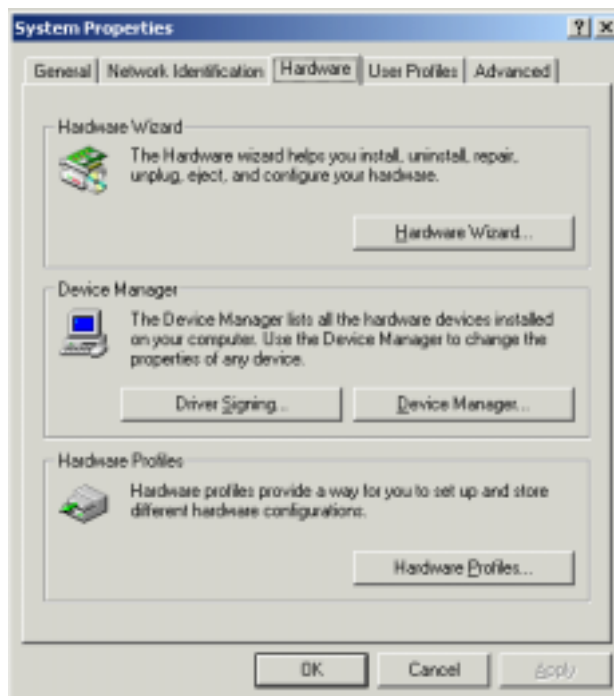 System Properties
General
Network Identification
Hardware
User Profiles
Advanced
Hardware Wizard
The Hardware wizard helps you install, uninstall, repair,
unplug, eject, and configure your hardware.
Hardware Wizard...
Device Manager
The Device Manager lists all the hardware devices installed
on your computer. Use the Device Manager to change the
properties of any device.
Driver Signing...
Device Manager...
Hardware Profiles
Hardware profiles provide a way for you to set up and store
different hardware configurations.
Hardware Profiles...
OK
Cancel
Apply